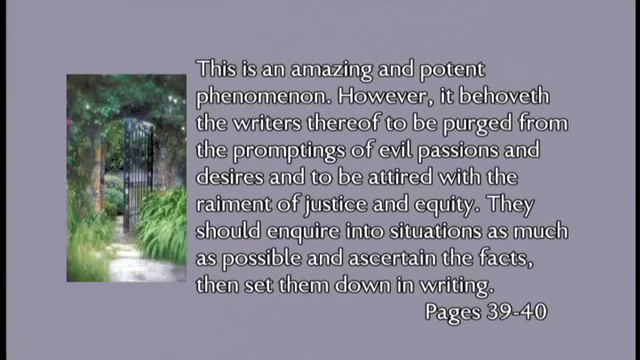 This is an amazing and potent
phenomenon. However, it behoveth
the writers thereof to be purged from
the promptings of evil passions and
desires and to be attired with the
raiment of justice and equity. They
should enquire into situations as much
as possible and ascertain the facts,
then set them down in writing.
Pages 39-40